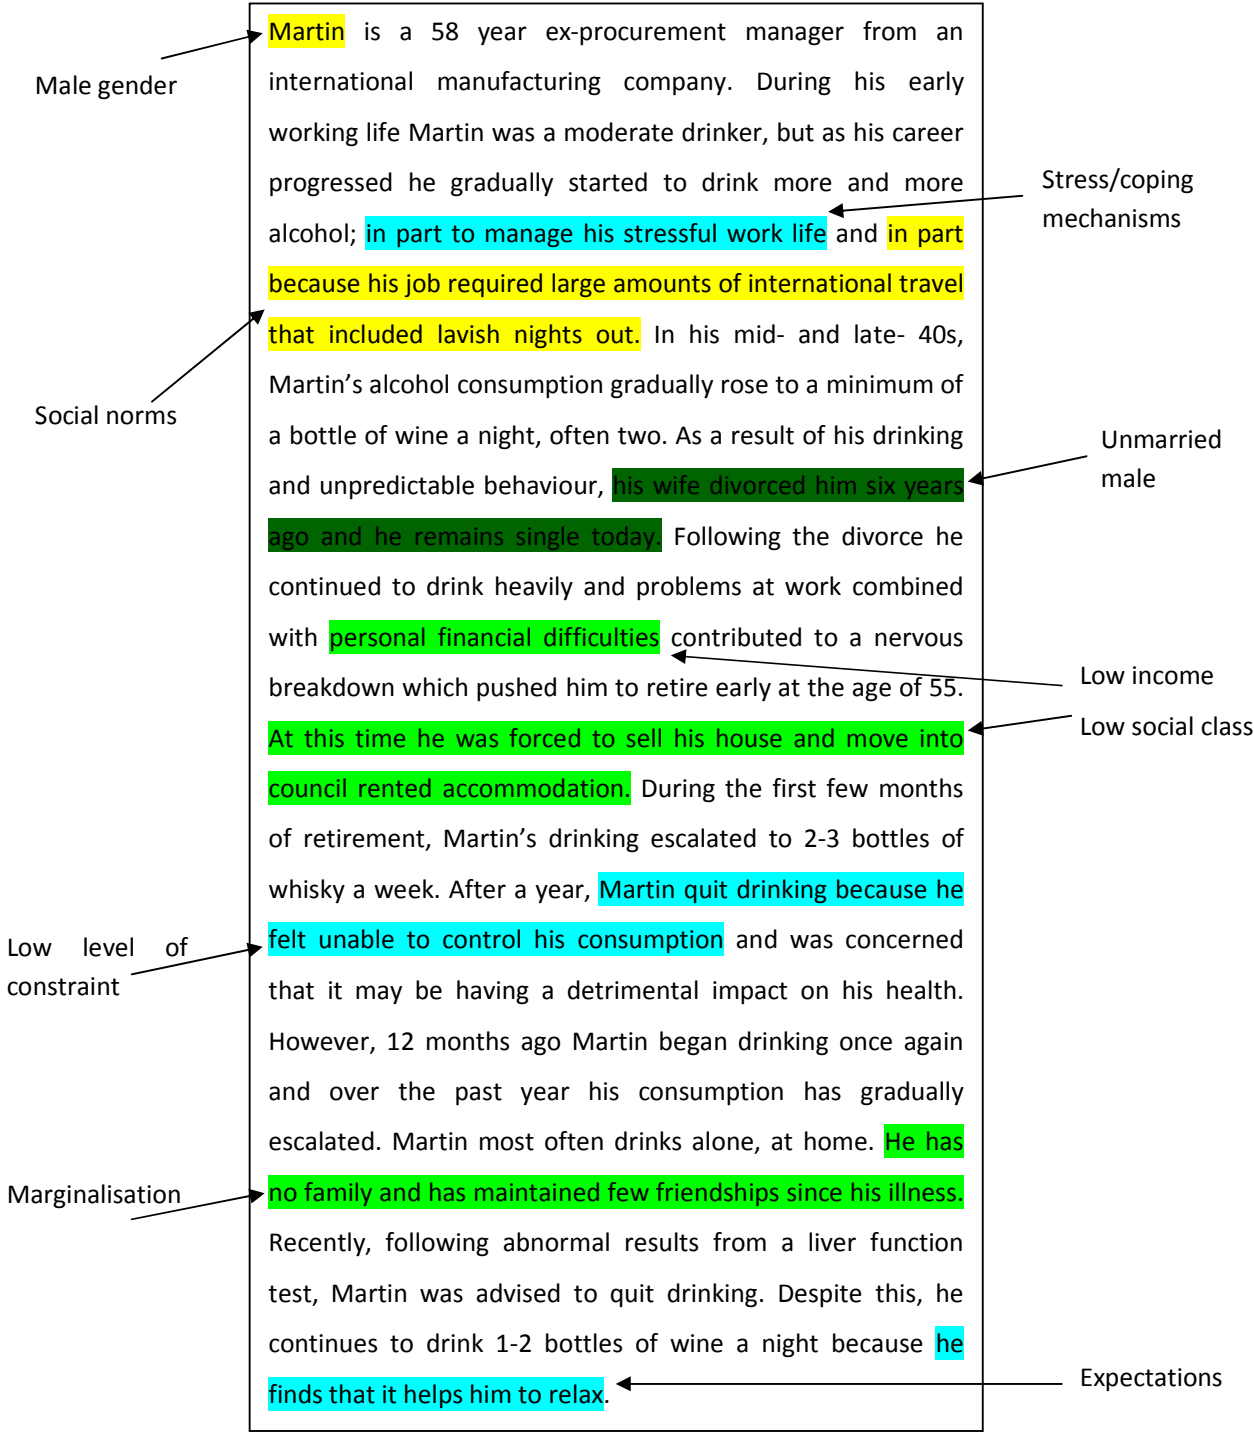 Martin is a 58 year ex-procurement manager from an
Male gender
international manufacturing company. During his early
working life Martin was a moderate drinker, but as his career
progressed he gradually started to drink more and more
Stress/coping
mechanisms
alcohol; in part to manage his stressful work life and in part
because his job required large amounts of international travel
that included lavish nights out. In his mid- and late- 40s,
Martin’s alcohol consumption gradually rose to a minimum of
Social norms
a bottle of wine a night, often two. As a result of his drinking
Unmarried
male
and unpredictable behaviour, his wife divorced him six years
ago and he remains single today. Following the divorce he
continued to drink heavily and problems at work combined
with personal financial difficulties contributed to a nervous
breakdown which pushed him to retire early at the age of 55.
Low income
At this time he was forced to sell his house and move into
Low social class
council rented accommodation. During the first few months
of retirement, Martin’s drinking escalated to 2-3 bottles of
whisky a week. After a year, Martin quit drinking because he
felt unable to control his consumption and was concerned
Low level of
constraint
that it may be having a detrimental impact on his health.
However, 12 months ago Martin began drinking once again
and over the past year his consumption has gradually
escalated. Martin most often drinks alone, at home. He has
no family and has maintained few friendships since his illness.
Marginalisation
Recently, following abnormal results from a liver function
test, Martin was advised to quit drinking. Despite this, he
continues to drink 1-2 bottles of wine a night because he
finds that it helps him to relax.
Expectations